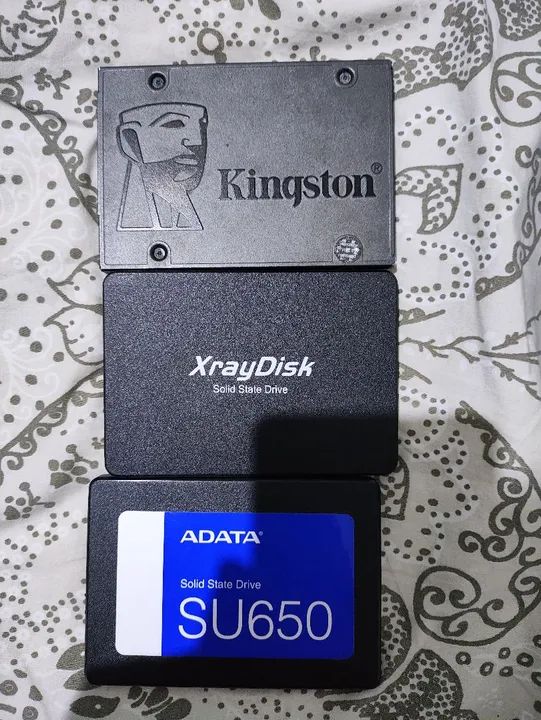 Kingston®
XrayDisk
Solid State Drive
ADATA®
Solid State Drive
SU650